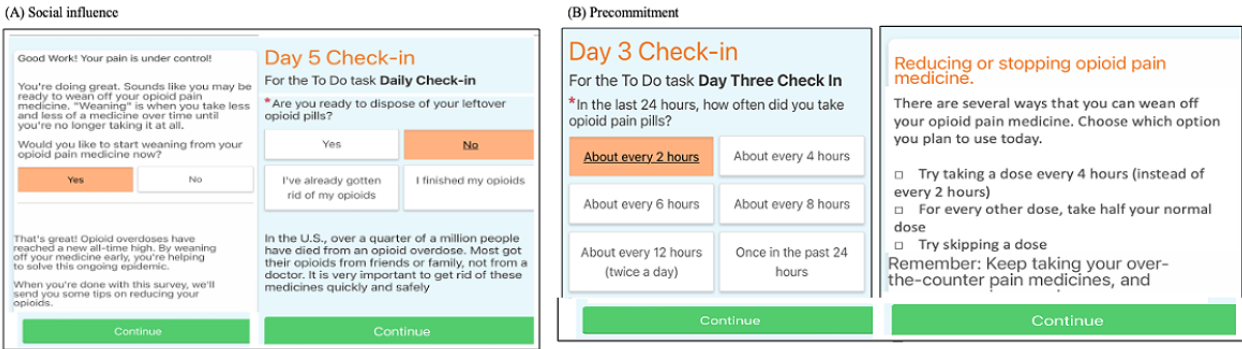 (A) Social influence
Good Work! Your pain is under control!
You're doing great. Sounds like you may be
ready to wean off your opioid pain
medicine. "Weaning" is when you take less
and less of a medicine over time until
you're no longer taking it at all.
Would you like to start weaning from your
opioid pain medicine now?
Yes
No
That's great! Opioid overdoses have
reached a new all-time high. By weaning
off your medicine early, you're helping
to solve this ongoing epidemic.
When you're done with this survey, we'll
send you some tips on reducing your
opioids.
Continue
Day 5 Check-in
For the To Do task Daily Check-in
*Are you ready to dispose of your leftover
opioid pills?
Yes
No
I've already gotten
rid of my opioids
I finished my opioids
In the U.S., over a quarter of a million people
have died from an opioid overdose. Most got
their opioids from friends or family, not from a
doctor. It is very important to get rid of these
medicines quickly and safely
Continue
(B) Precommitment
Day 3 Check-in
For the To Do task Day Three Check In
*In the last 24 hours, how often did you take
opioid pain pills?
About every 2 hours
About every 4 hours
About every 6 hours
About every 8 hours
About every 12 hours
(twice a day)
Once in the past 24
hours
Continue
Reducing or stopping opioid pain
medicine.
There are several ways that you can wean off
your opioid pain medicine. Choose which option
you plan to use today.
□ Try taking a dose every 4 hours (instead of
every 2 hours)
□ For every other dose, take half your normal
dose
□ Try skipping a dose
Remember: Keep taking your over-
the-counter pain medicines, and
Continue